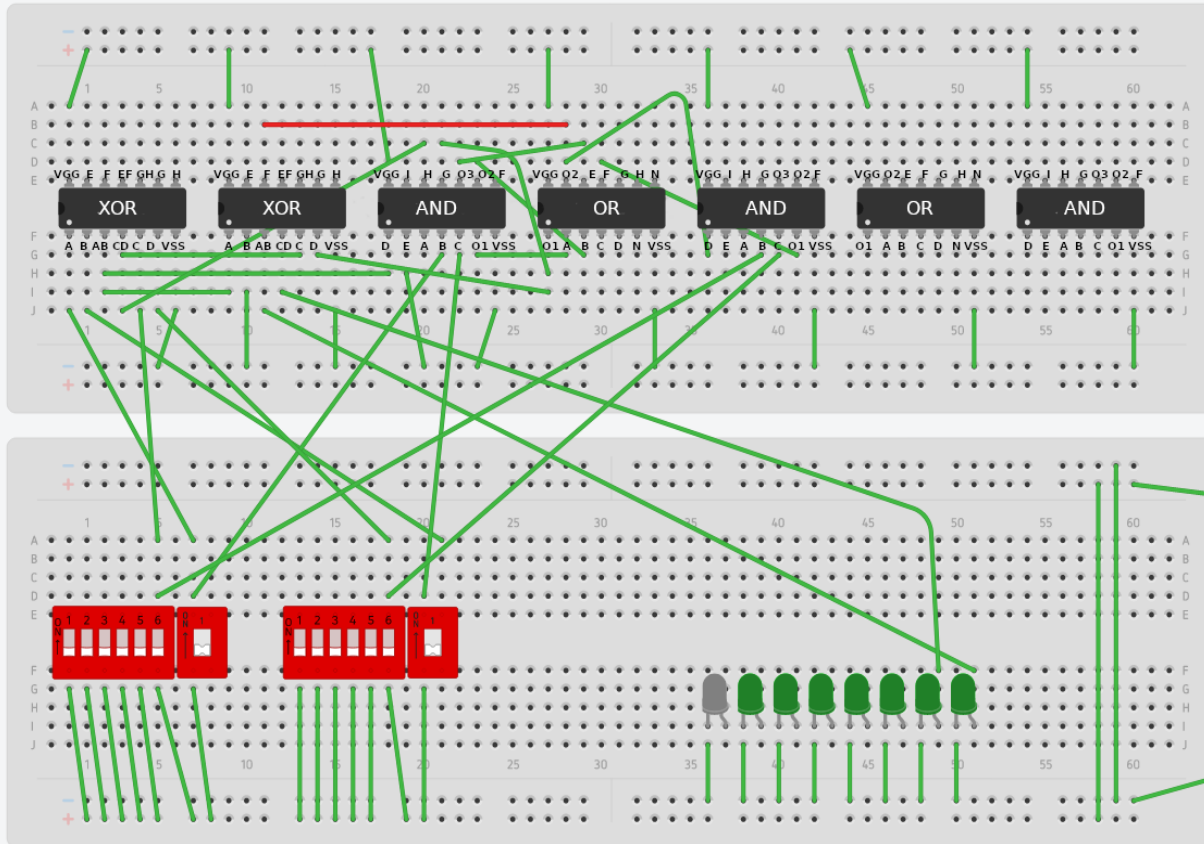 − −
+ +
1 5 10 15 20 25 30 35 40 45 50 55 60
A A
B B
C C
D D
VGG E F EF GH G H VGG E F EF GH G H VGG I H G O3 O2 F VGG O2 E F G H N VGG I H G O3 O2 F VGG O2 E F G H N VGG I H G O3 O2 F
E E
XOR XOR AND OR AND OR AND
F F
A B AB CD C D VSS A B AB CD C D VSS D E A B C O1 VSS O1 A B C D N VSS D E A B C O1 VSS O1 A B C D N VSS D E A B C O1 VSS
G G
H H
I I
J J
1 5 10 15 20 25 30 35 40 45 50 55 60
− −
+ +
− −
+ +
1 5 10 15 20 25 30 35 40 45 50 55 60
A A
B B
C C
D D
E E
ON 1 2 3 4 5 6 ON 1 ON 1 2 3 4 5 6 ON 1
F F
G G
H H
I I
J J
1 5 10 15 20 25 30 35 40 45 50 55 60
− −
+ +